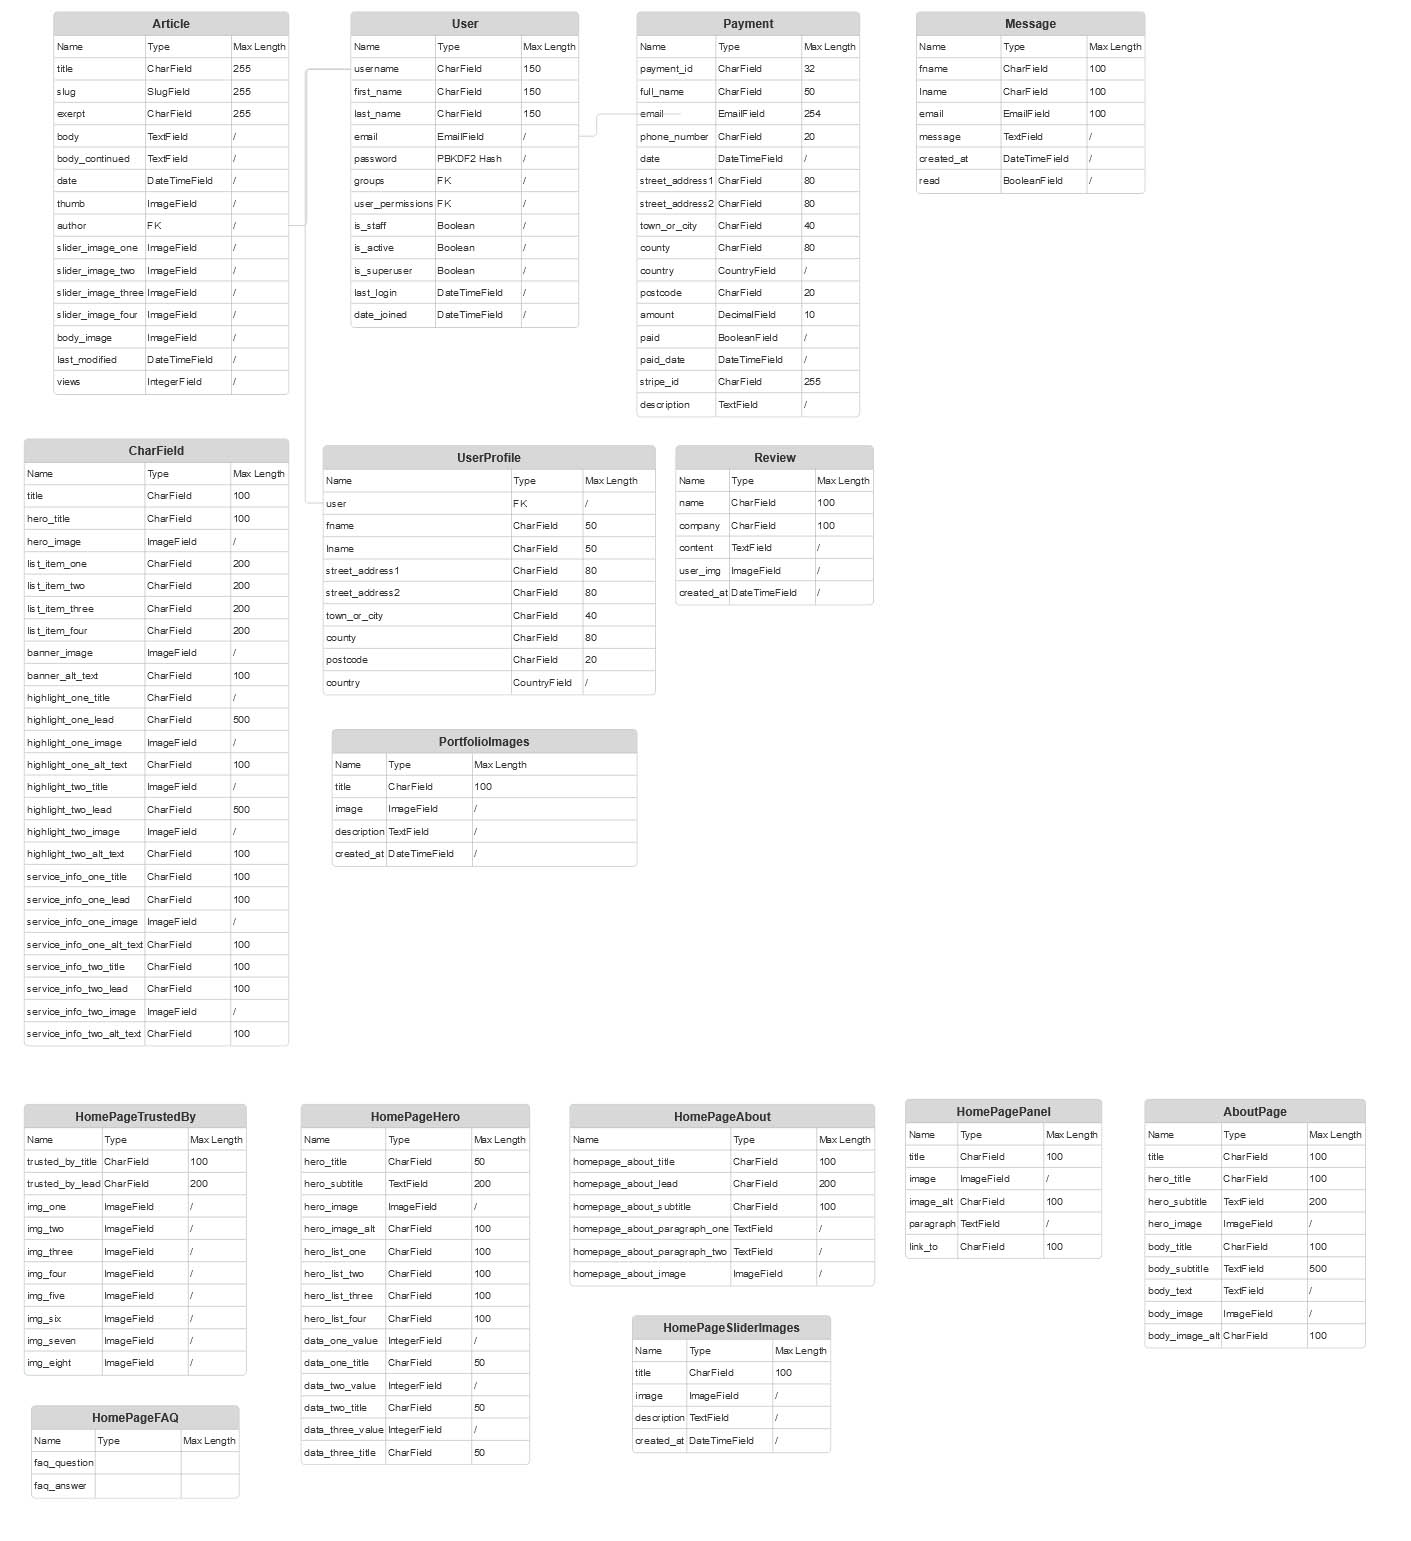 Article
Name Type Max Length
title CharField 255
slug SlugField 255
exerpt CharField 255
body TextField /
body_continued TextField /
date DateTimeField /
thumb ImageField /
author FK /
slider_image_one ImageField /
slider_image_two ImageField /
slider_image_three ImageField /
slider_image_four ImageField /
body_image ImageField /
last_modified DateTimeField /
views IntegerField /
User
Name Type Max Length
username CharField 150
first_name CharField 150
last_name CharField 150
email EmailField /
password PBKDF2 Hash /
groups FK /
user_permissions FK /
is_staff Boolean /
is_active Boolean /
is_superuser Boolean /
last_login DateTimeField /
date_joined DateTimeField /
Payment
Name Type Max Length
payment_id CharField 32
full_name CharField 50
email EmailField 254
phone_number CharField 20
date DateTimeField /
street_address1 CharField 80
street_address2 CharField 80
town_or_city CharField 40
county CharField 80
country CountryField /
postcode CharField 20
amount DecimalField 10
paid BooleanField /
paid_date DateTimeField /
stripe_id CharField 255
description TextField /
Message
Name Type Max Length
fname CharField 100
lname CharField 100
email EmailField 100
message TextField /
created_at DateTimeField /
read BooleanField /
CharField
Name Type Max Length
title CharField 100
hero_title CharField 100
hero_image ImageField /
list_item_one CharField 200
list_item_two CharField 200
list_item_three CharField 200
list_item_four CharField 200
banner_image ImageField /
banner_alt_text CharField 100
highlight_one_title CharField /
highlight_one_lead CharField 500
highlight_one_image ImageField /
highlight_one_alt_text CharField 100
highlight_two_title ImageField /
highlight_two_lead CharField 500
highlight_two_image ImageField /
highlight_two_alt_text CharField 100
service_info_one_title CharField 100
service_info_one_lead CharField 100
service_info_one_image ImageField /
service_info_one_alt_text CharField 100
service_info_two_title CharField 100
service_info_two_lead CharField 100
service_info_two_image ImageField /
service_info_two_alt_text CharField 100
UserProfile
Name Type Max Length
user FK /
fname CharField 50
lname CharField 50
street_address1 CharField 80
street_address2 CharField 80
town_or_city CharField 40
county CharField 80
postcode CharField 20
country CountryField /
Review
Name Type Max Length
name CharField 100
company CharField 100
content TextField /
user_img ImageField /
created_at DateTimeField /
PortfolioImages
Name Type Max Length
title CharField 100
image ImageField /
description TextField /
created_at DateTimeField /
HomePageTrustedBy
Name Type Max Length
trusted_by_title CharField 100
trusted_by_lead CharField 200
img_one ImageField /
img_two ImageField /
img_three ImageField /
img_four ImageField /
img_five ImageField /
img_six ImageField /
img_seven ImageField /
img_eight ImageField /
HomePageHero
Name Type Max Length
hero_title CharField 50
hero_subtitle TextField 200
hero_image ImageField /
hero_image_alt CharField 100
hero_list_one CharField 100
hero_list_two CharField 100
hero_list_three CharField 100
hero_list_four CharField 100
data_one_value IntegerField /
data_one_title CharField 50
data_two_value IntegerField /
data_two_title CharField 50
data_three_value IntegerField /
data_three_title CharField 50
HomePageAbout
Name Type Max Length
homepage_about_title CharField 100
homepage_about_lead CharField 200
homepage_about_subtitle CharField 100
homepage_about_paragraph_one TextField /
homepage_about_paragraph_two TextField /
homepage_about_image ImageField /
HomePagePanel
Name Type Max Length
title CharField 100
image ImageField /
image_alt CharField 100
paragraph TextField /
link_to CharField 100
AboutPage
Name Type Max Length
title CharField 100
hero_title CharField 100
hero_subtitle TextField 200
hero_image ImageField /
body_title CharField 100
body_subtitle TextField 500
body_text TextField /
body_image ImageField /
body_image_alt CharField 100
HomePageSliderImages
Name Type Max Length
title CharField 100
image ImageField /
description TextField /
created_at DateTimeField /
HomePageFAQ
Name Type Max Length
faq_question
faq_answer